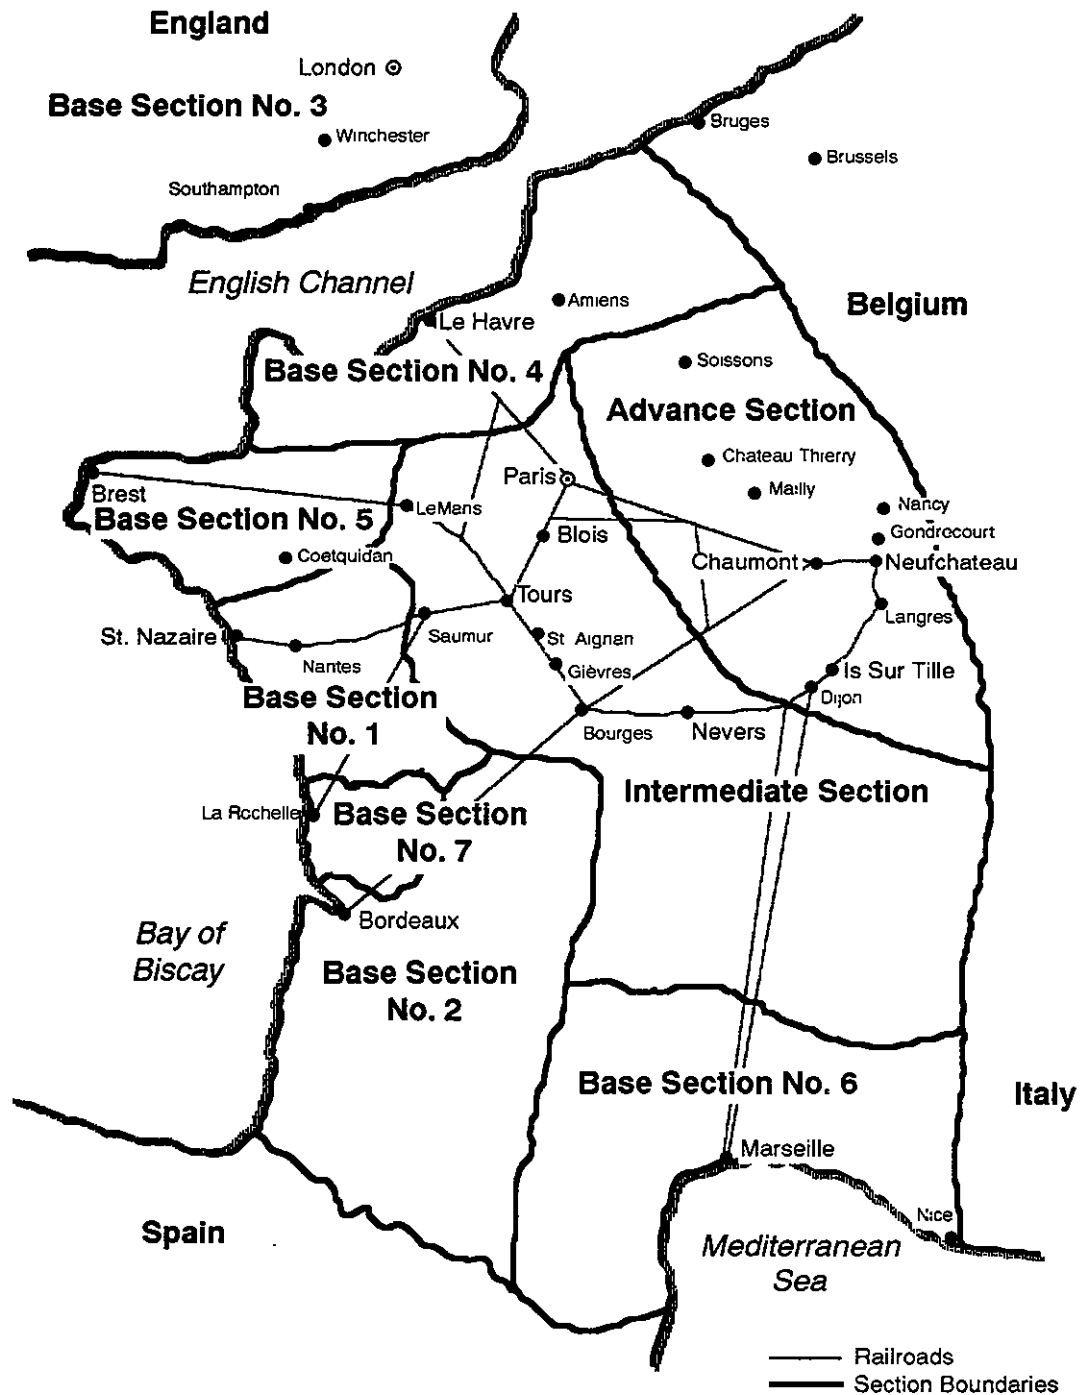 England
London
Base Section No. 3
Winchester
Bruges
Brussels
Southampton
English Channel
Amiens
Belgium
Le Havre
Soissons
Base Section No. 4
Advance Section
Chateau Thierry
Paris
Brest
Mailly
LeMans
Nancy
Base Section No. 5
Blois
Gondrecourt
Coetquidan
Chaumont
Neufchateau
Tours
Langres
St. Nazaire
Saumur
St Aignan
Nantes
Gièvres
Is Sur Tille
Base Section
No. 1
Dijon
Bourges
Nevers
Intermediate Section
La Rochelle
Base Section
No. 7
Bordeaux
Bay of
Biscay
Base Section
No. 2
Base Section No. 6
Italy
Marseille
Nice
Spain
Mediterranean
Sea
Railroads
Section Boundaries